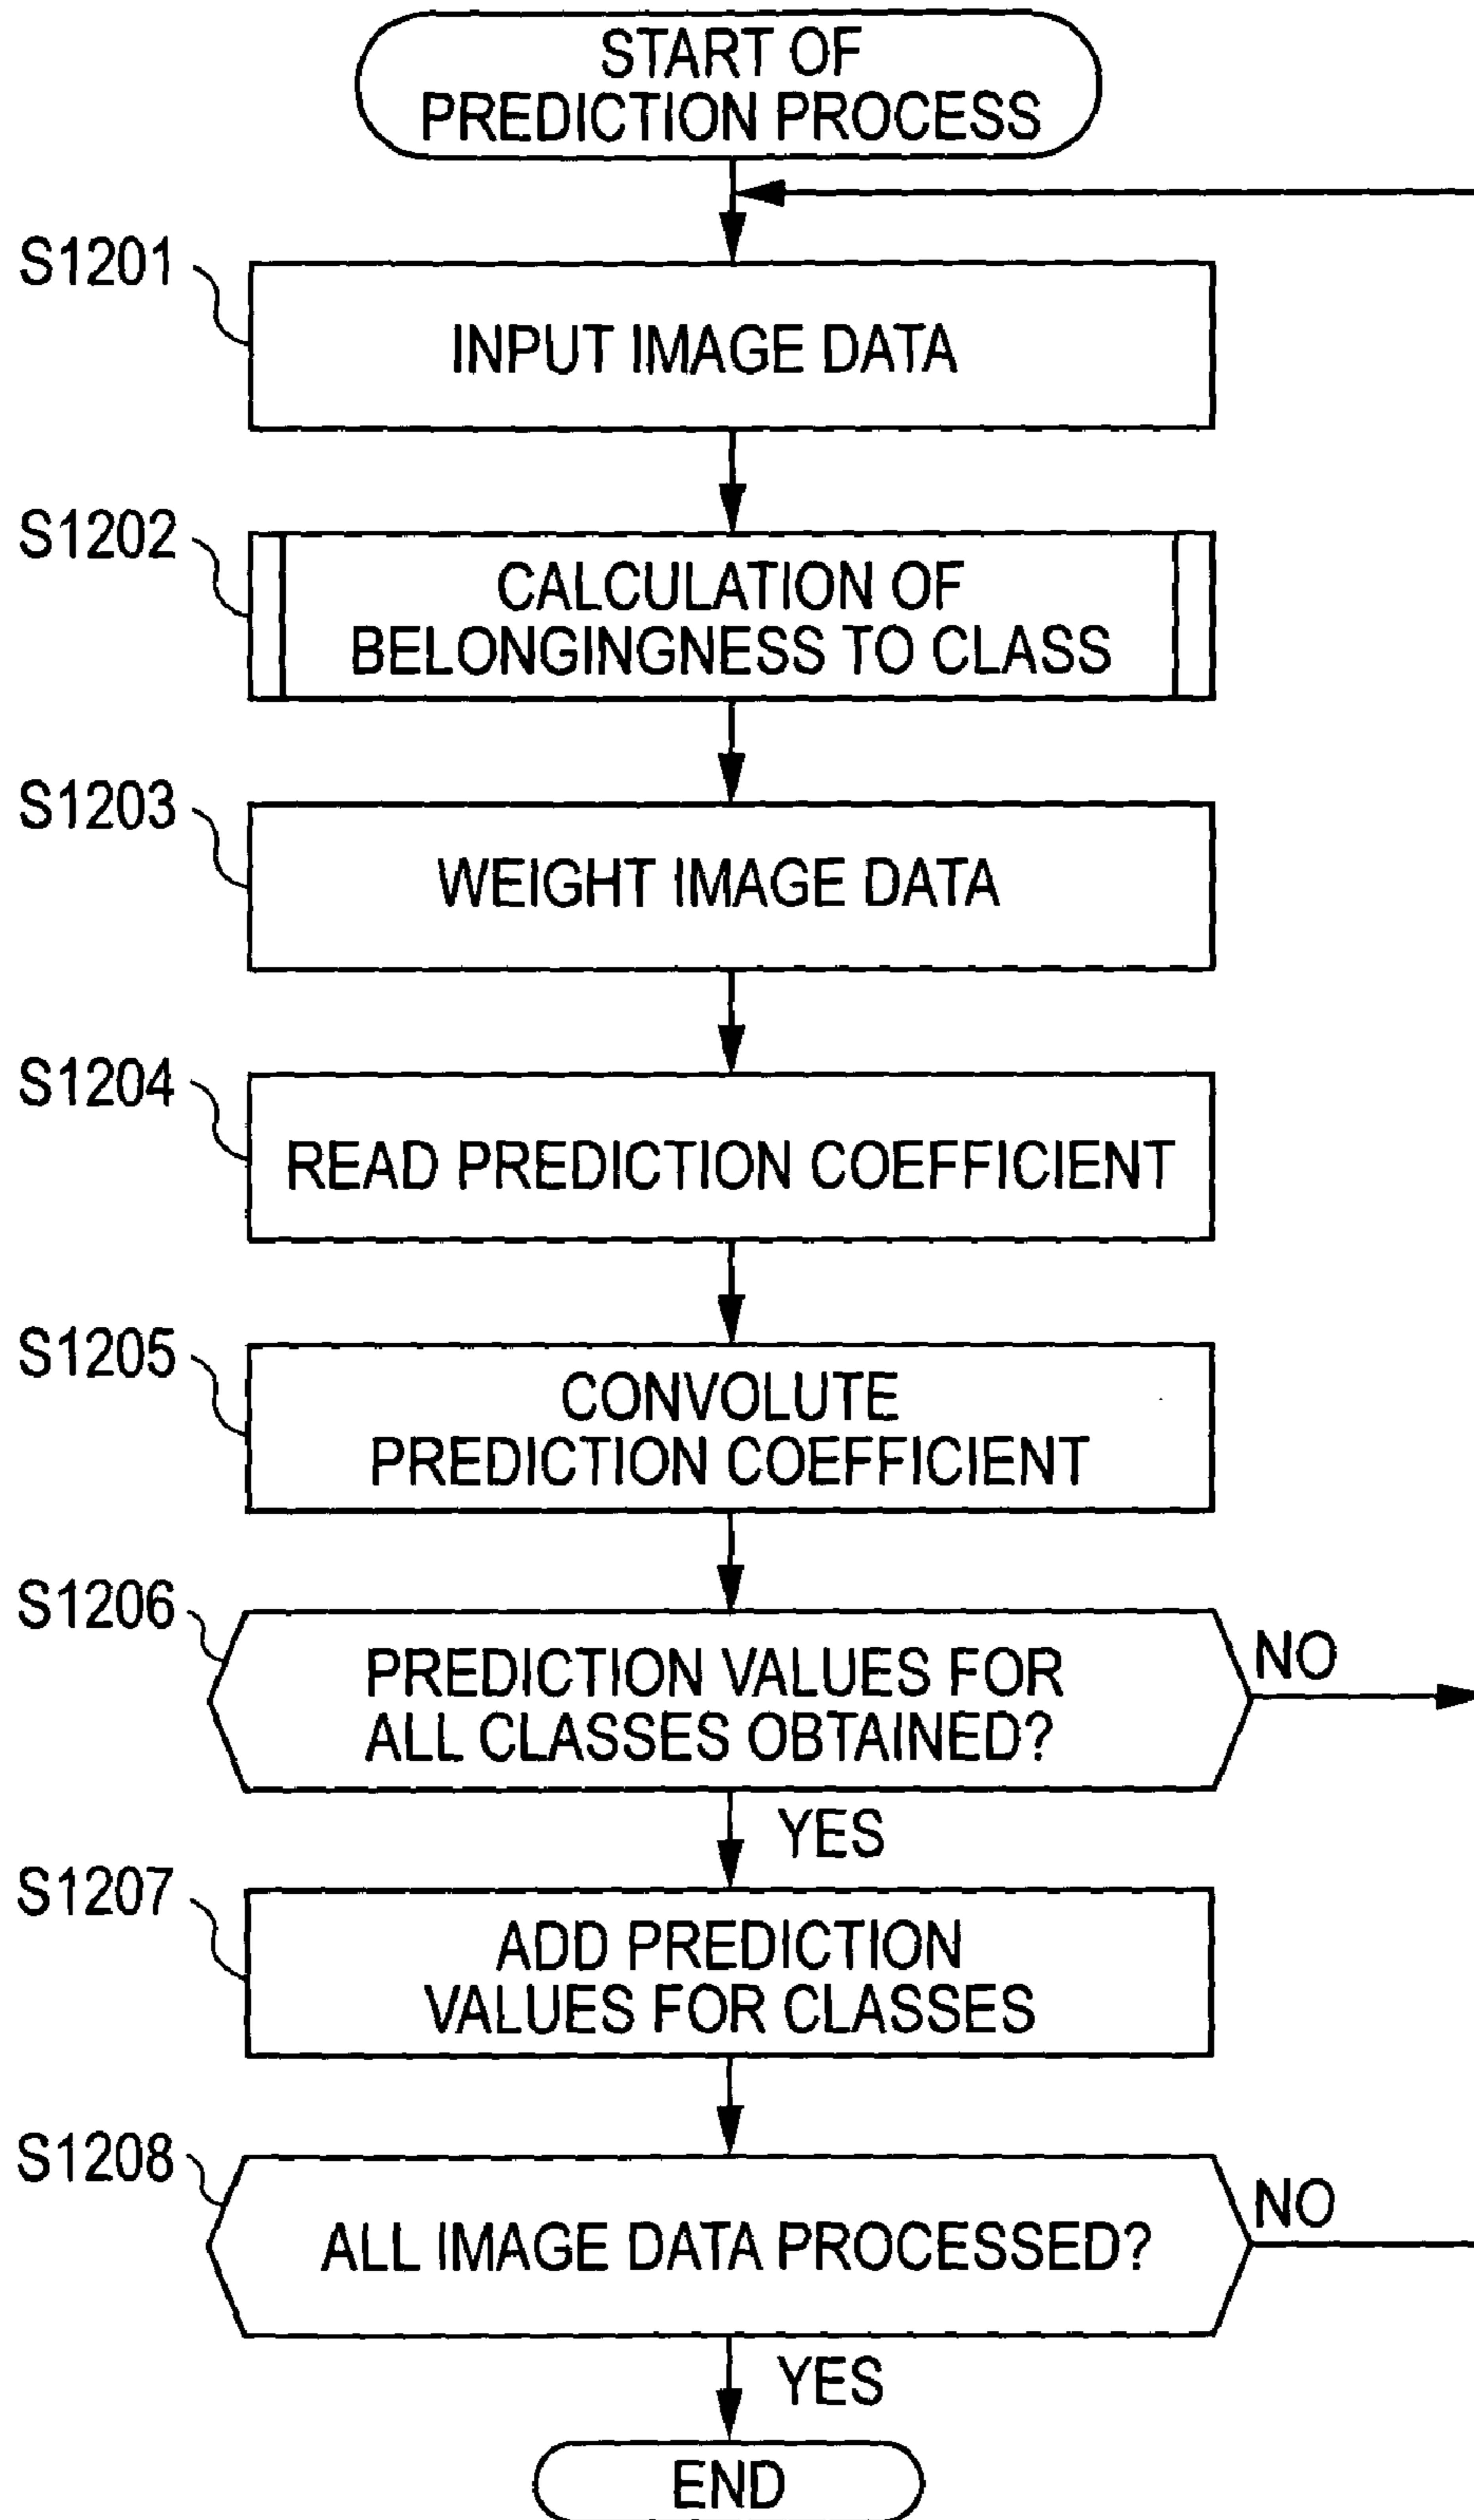 START OF
PREDICTION PROCESS
S1201
INPUT IMAGE DATA
S1202
CALCULATION OF
BELONGINGNESS TO CLASS
S1203
WEIGHT IMAGE DATA
S1204
READ PREDICTION COEFFICIENT
S1205
CONVOLUTE
PREDICTION COEFFICIENT
S1206
PREDICTION VALUES FOR
ALL CLASSES OBTAINED?
NO
YES
S1207
ADD PREDICTION
VALUES FOR CLASSES
S1208
ALL IMAGE DATA PROCESSED?
NO
YES
END